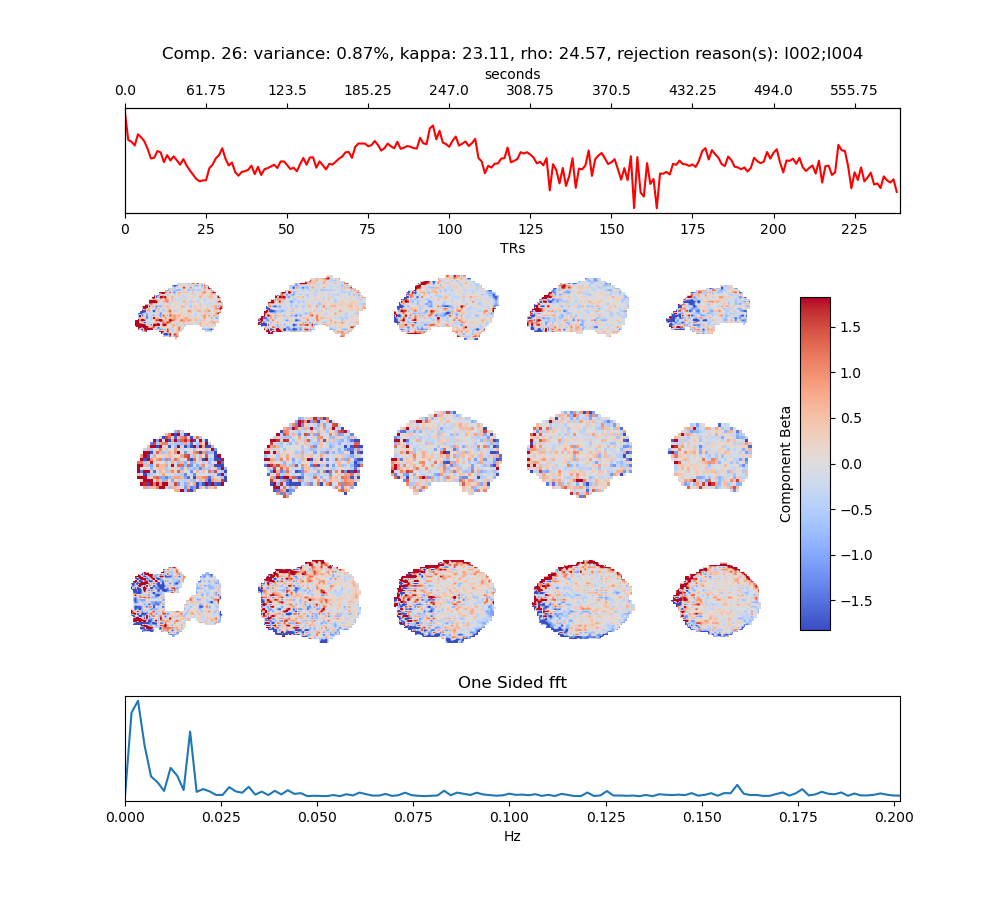 Comp. 26: variance: 0.87%, kappa: 23.11, rho: 24.57, rejection reason(s): I002;I004
seconds
0.0 61.75 123.5 185.25 247.0 308.75 370.5 432.25 494.0 555.75
0 25 50 75 100 125 150 175 200 225
TRs
1.5
1.0
0.5
0.0
−0.5
−1.0
−1.5
Component Beta
One Sided fft
0.000 0.025 0.050 0.075 0.100 0.125 0.150 0.175 0.200
Hz